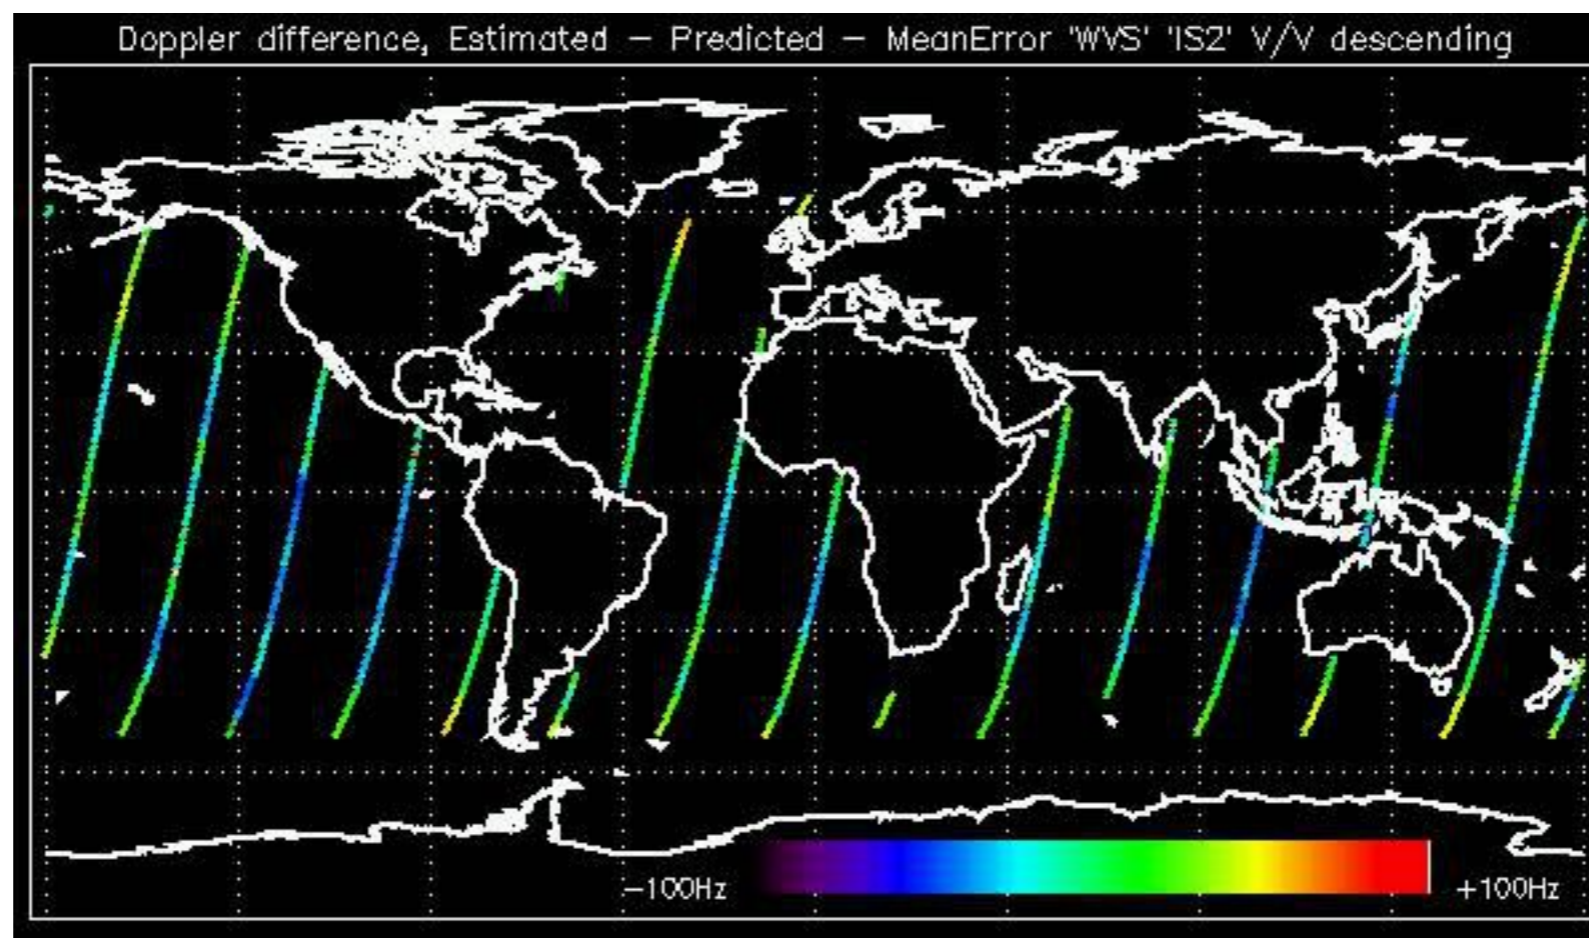 Doppler difference, Estimated – Predicted – MeanError 'WVS' 'IS2' V/V descending
–100Hz
+100Hz